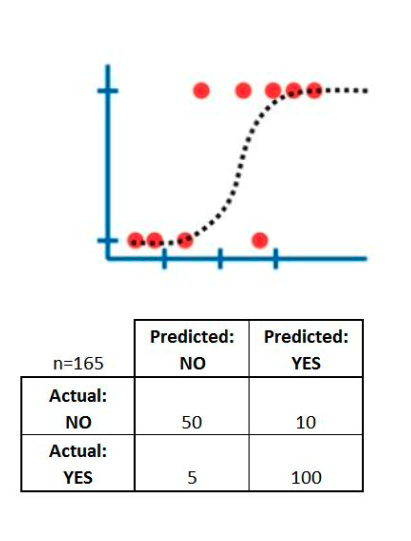 Predicted: Predicted:
n=165 NO YES
Actual:
NO 50 10
Actual:
YES 5 100